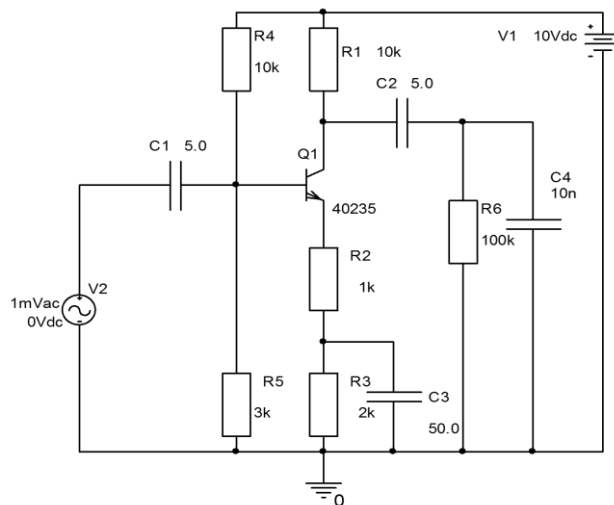 R4
10k
R1 10k
V1 10Vdc
C2 5.0
C1 5.0
Q1
40235
C4
10n
R6
100k
R2
1k
V2
1mVac
0Vdc
R5
3k
R3
2k
C3
50.0
0